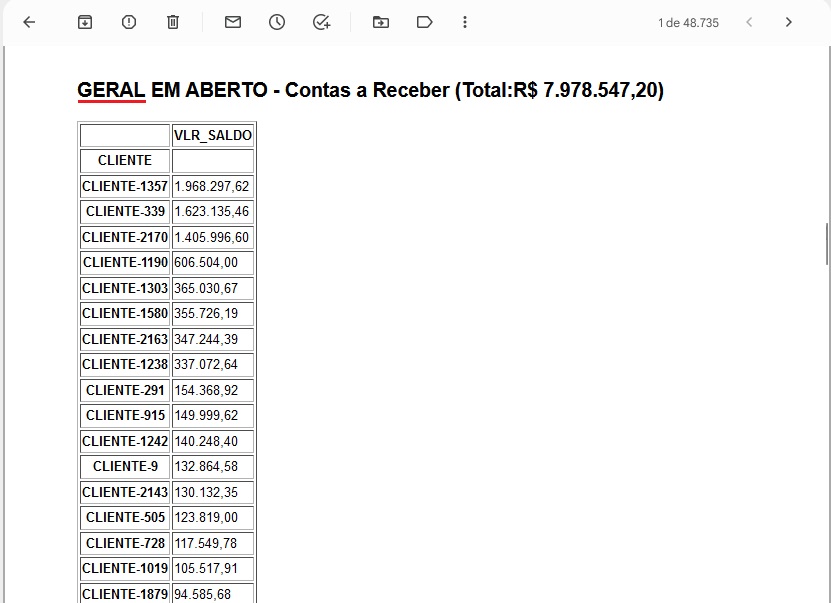 1 de 48.735
GERAL EM ABERTO - Contas a Receber (Total:R$ 7.978.547,20)
VLR_SALDO
CLIENTE
CLIENTE-1357 1.968.297,62
CLIENTE-339 1.623.135,46
CLIENTE-2170 1.405.996,60
CLIENTE-1190 606.504,00
CLIENTE-1303 365.030,67
CLIENTE-1580 355.726,19
CLIENTE-2163 347.244,39
CLIENTE-1238 337.072,64
CLIENTE-291 154.368,92
CLIENTE-915 149.999,62
CLIENTE-1242 140.248,40
CLIENTE-9 132.864,58
CLIENTE-2143 130.132,35
CLIENTE-505 123.819,00
CLIENTE-728 117.549,78
CLIENTE-1019 105.517,91
CLIENTE-1879 94.585,68